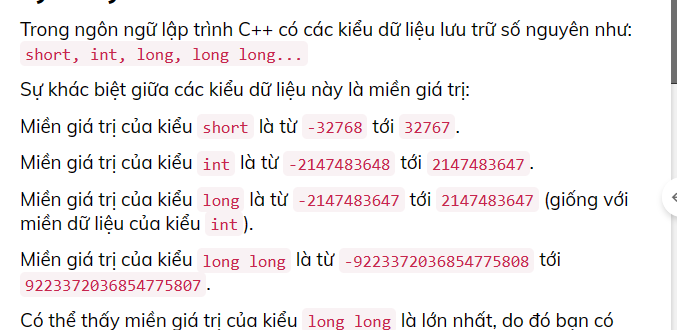 Trong ngôn ngữ lập trình C++ có các kiểu dữ liệu lưu trữ số nguyên như:
short, int, long, long long...
Sự khác biệt giữa các kiểu dữ liệu này là miền giá trị:
Miền giá trị của kiểu short là từ -32768 tới 32767.
Miền giá trị của kiểu int là từ -2147483648 tới 2147483647.
Miền giá trị của kiểu long là từ -2147483647 tới 2147483647 (giống với
miền dữ liệu của kiểu int).
Miền giá trị của kiểu long long là từ -9223372036854775808 tới
9223372036854775807.
Có thể thấy miền giá trị của kiểu long long là lớn nhất, do đó bạn có